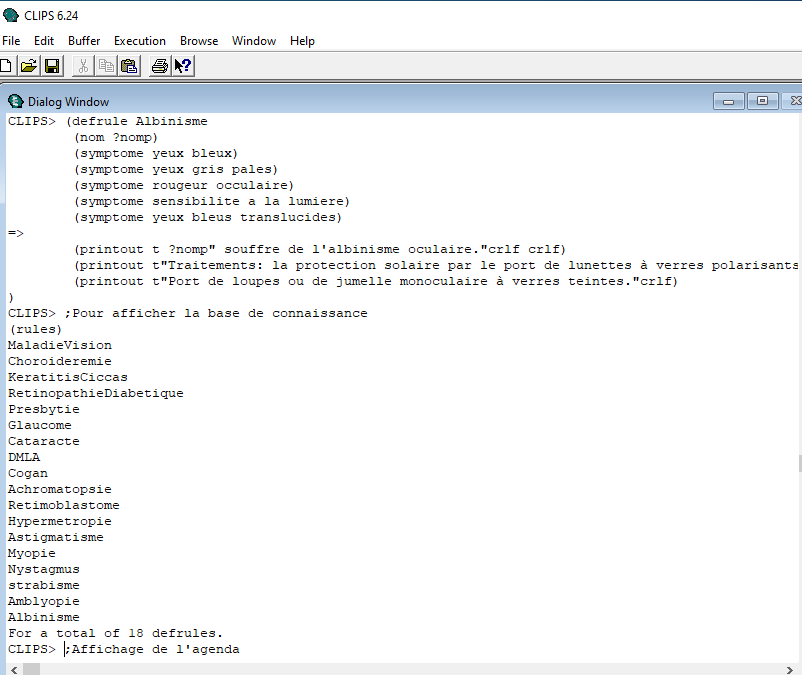 CLIPS 6.24
File Edit Buffer Execution Browse Window Help
Dialog Window
CLIPS> (defrule Albinisme
(nom ?nomp)
(symptome yeux bleux)
(symptome yeux gris pales)
(symptome rougeur occulaire)
(symptome sensibilite a la lumiere)
(symptome yeux bleus translucides)
=>
(printout t ?nomp" souffre de l'albinisme oculaire."crlf crlf)
(printout t"Traitements: la protection solaire par le port de lunettes à verres polarisants
(printout t"Port de loupes ou de jumelle monoculaire à verres teintes."crlf)
)
CLIPS> ;Pour afficher la base de connaissance
(rules)
MaladieVision
Choroideremie
KeratitisCiccas
RetinopathieDiabetique
Presbytie
Glaucome
Cataracte
DMLA
Cogan
Achromatopsie
Retimoblastome
Hypermetropie
Astigmatisme
Myopie
Nystagmus
strabisme
Amblyopie
Albinisme
For a total of 18 defrules.
CLIPS> ;Affichage de l'agenda